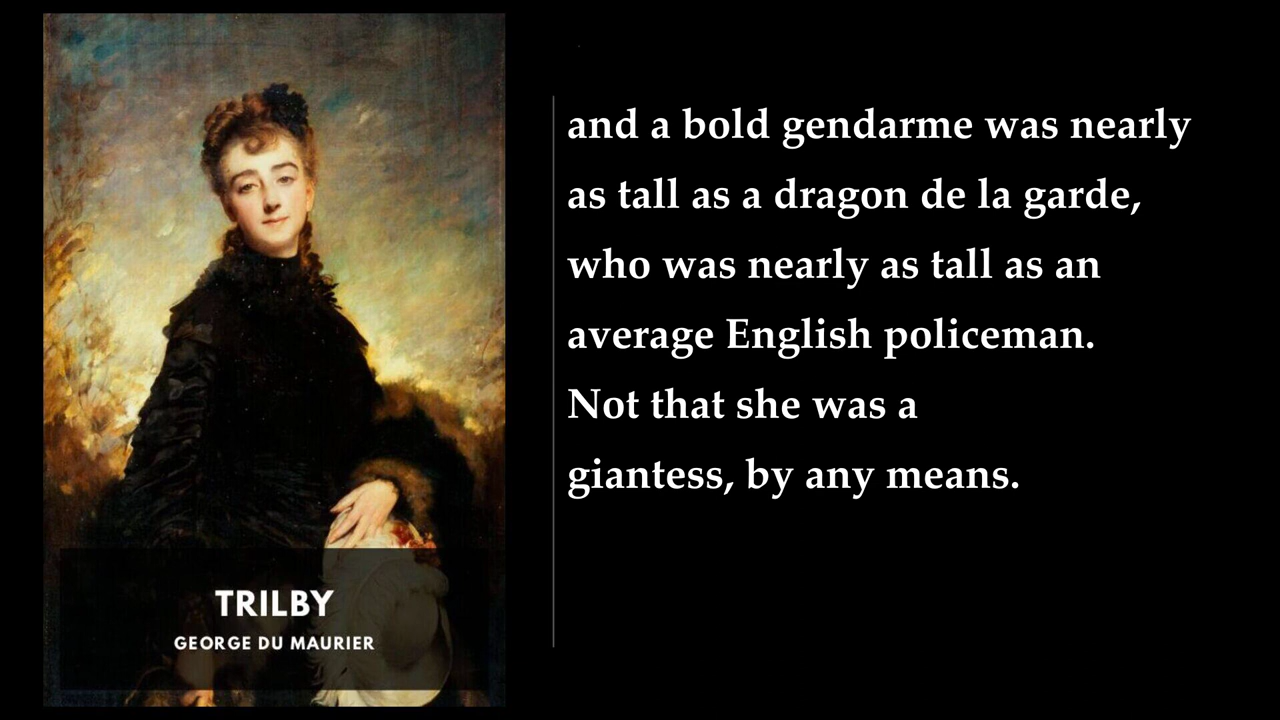 TRILBY
GEORGE DU MAURIER
and a bold gendarme was nearly
as tall as a dragon de la garde,
who was nearly as tall as an
average English policeman.
Not that she was a
giantess, by any means.